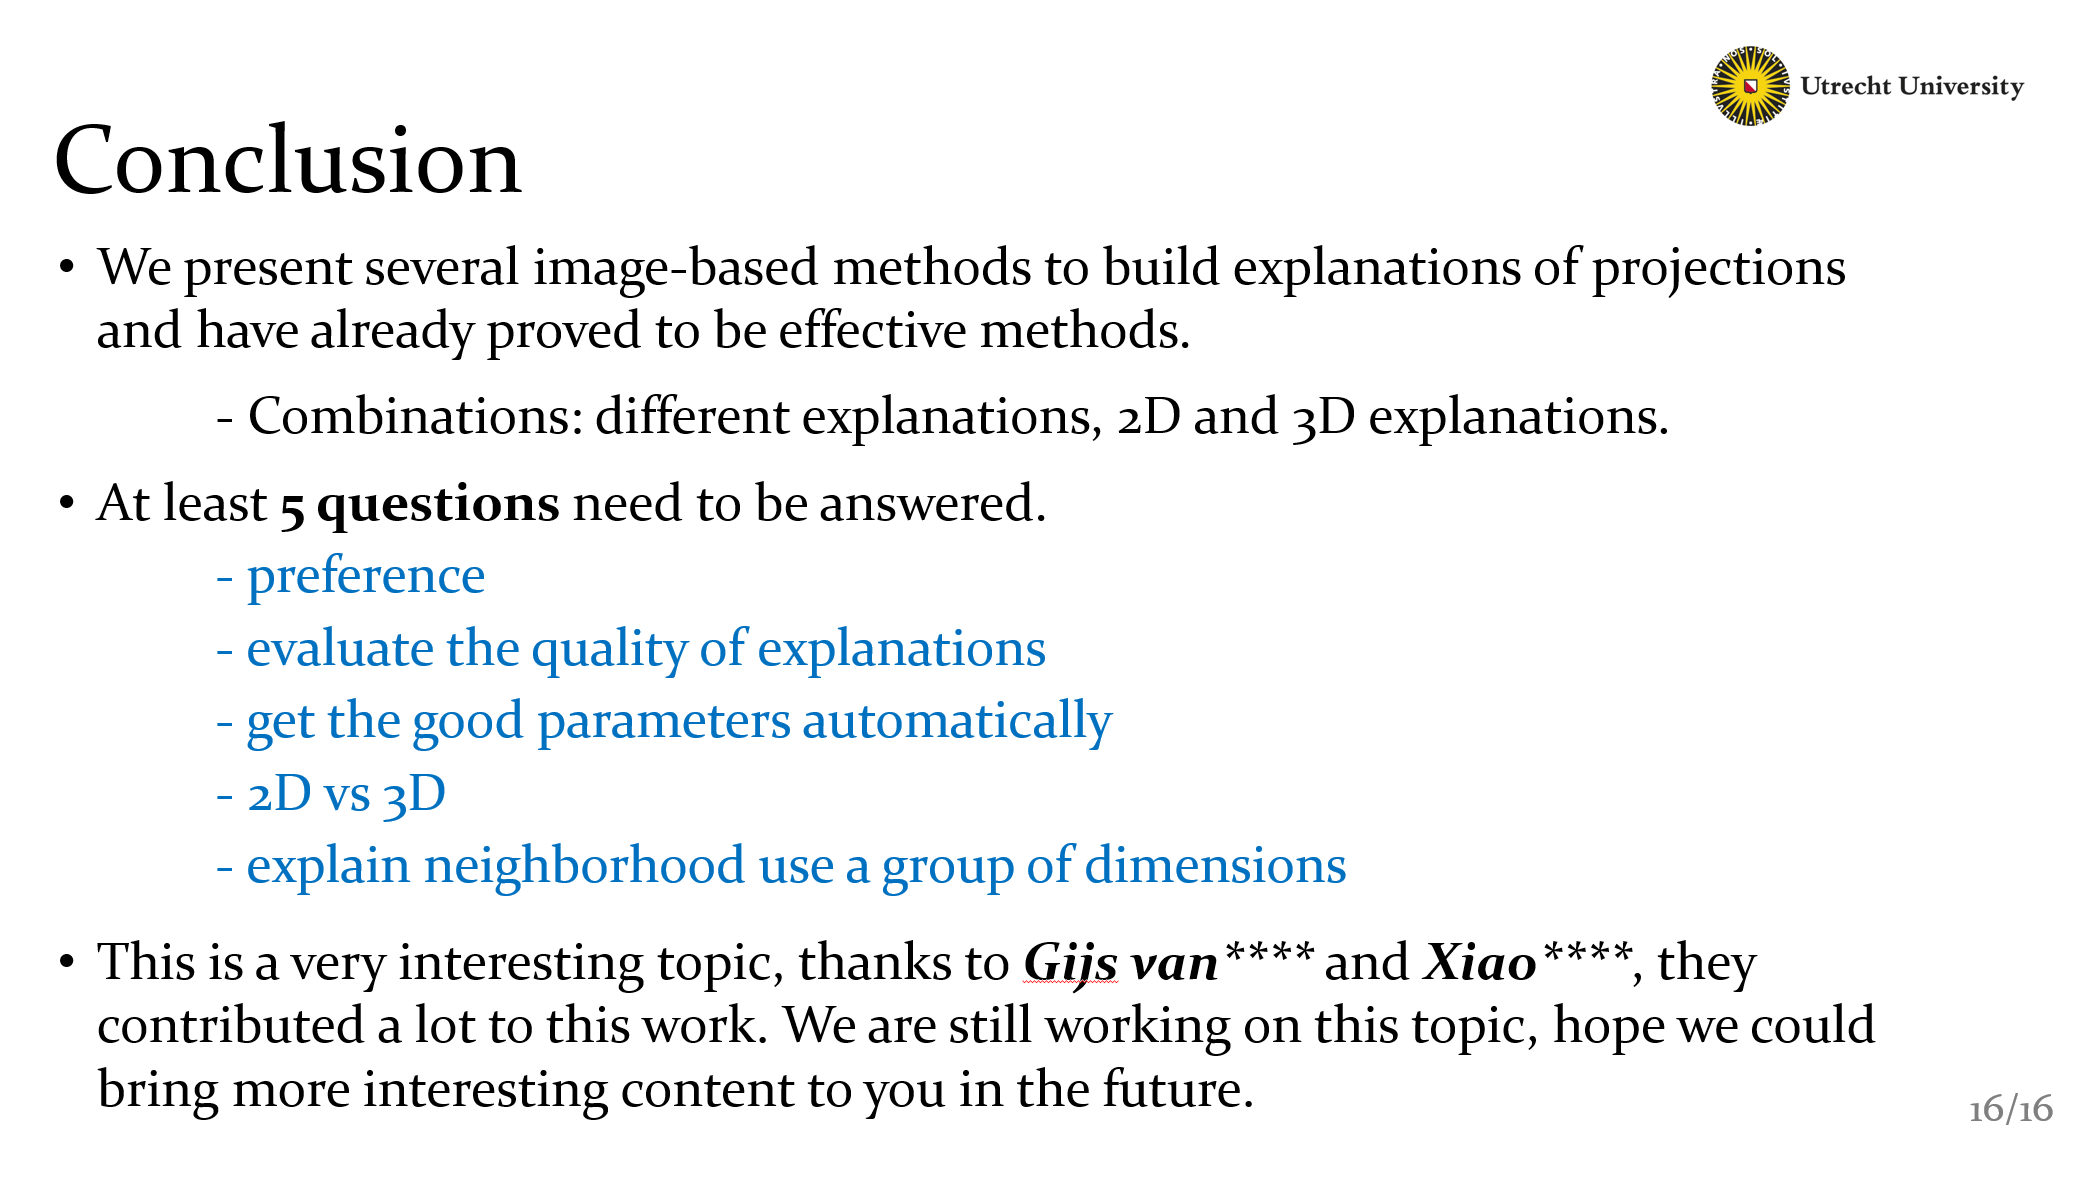 Utrecht University
Conclusion
• We present several image-based methods to build explanations of projections
and have already proved to be effective methods.
- Combinations: different explanations, 2D and 3D explanations.
• At least 5 questions need to be answered.
- preference
- evaluate the quality of explanations
- get the good parameters automatically
- 2D vs 3D
- explain neighborhood use a group of dimensions
• This is a very interesting topic, thanks to Gijs van**** and Xiao****, they
contributed a lot to this work. We are still working on this topic, hope we could
bring more interesting content to you in the future.
16/16